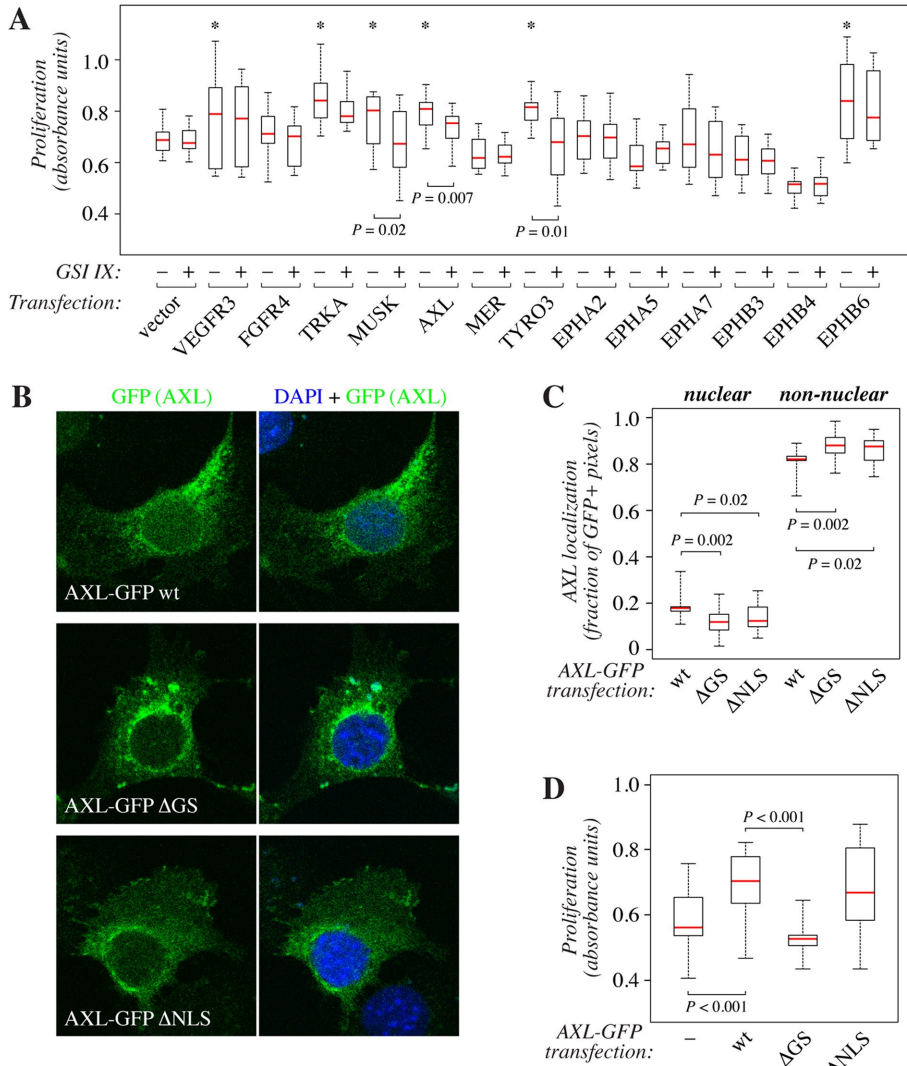 A
Proliferation
(absorbance units)
1.0
0.8
0.6
0.4
* * * * * *
P = 0.02
P = 0.007
P = 0.01
GSI IX: − + − + − + − + − + − + − + − + − + − + − + − + − + − +
Transfection: vector VEGFR3 FGFR4 TRKA MUSK AXL MER TYRO3 EPHA2 EPHA5 EPHA7 EPHB3 EPHB4 EPHB6
B
GFP (AXL)
DAPI + GFP (AXL)
AXL-GFP wt
AXL-GFP ΔGS
AXL-GFP ΔNLS
C
nuclear
non-nuclear
AXL localization
(fraction of GFP+ pixels)
1.0
0.8
0.6
0.4
0.2
0
P = 0.02
P = 0.002
P = 0.002
P = 0.02
AXL-GFP
transfection:
wt ΔGS ΔNLS wt ΔGS ΔNLS
D
Proliferation
(absorbance units)
1.0
0.8
0.6
0.4
P < 0.001
P < 0.001
AXL-GFP
transfection:
− wt ΔGS ΔNLS